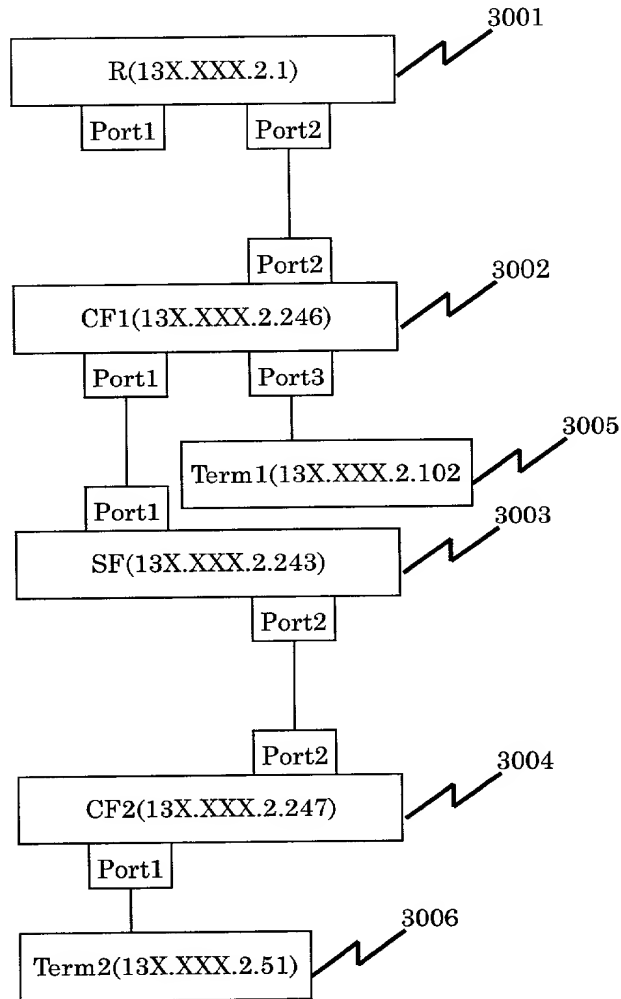 3001
R(13X.XXX.2.1)
Port1
Port2
Port2
3002
CF1(13X.XXX.2.246)
Port1
Port3
3005
Term1(13X.XXX.2.102
Port1
3003
SF(13X.XXX.2.243)
Port2
Port2
3004
CF2(13X.XXX.2.247)
Port1
3006
Term2(13X.XXX.2.51)